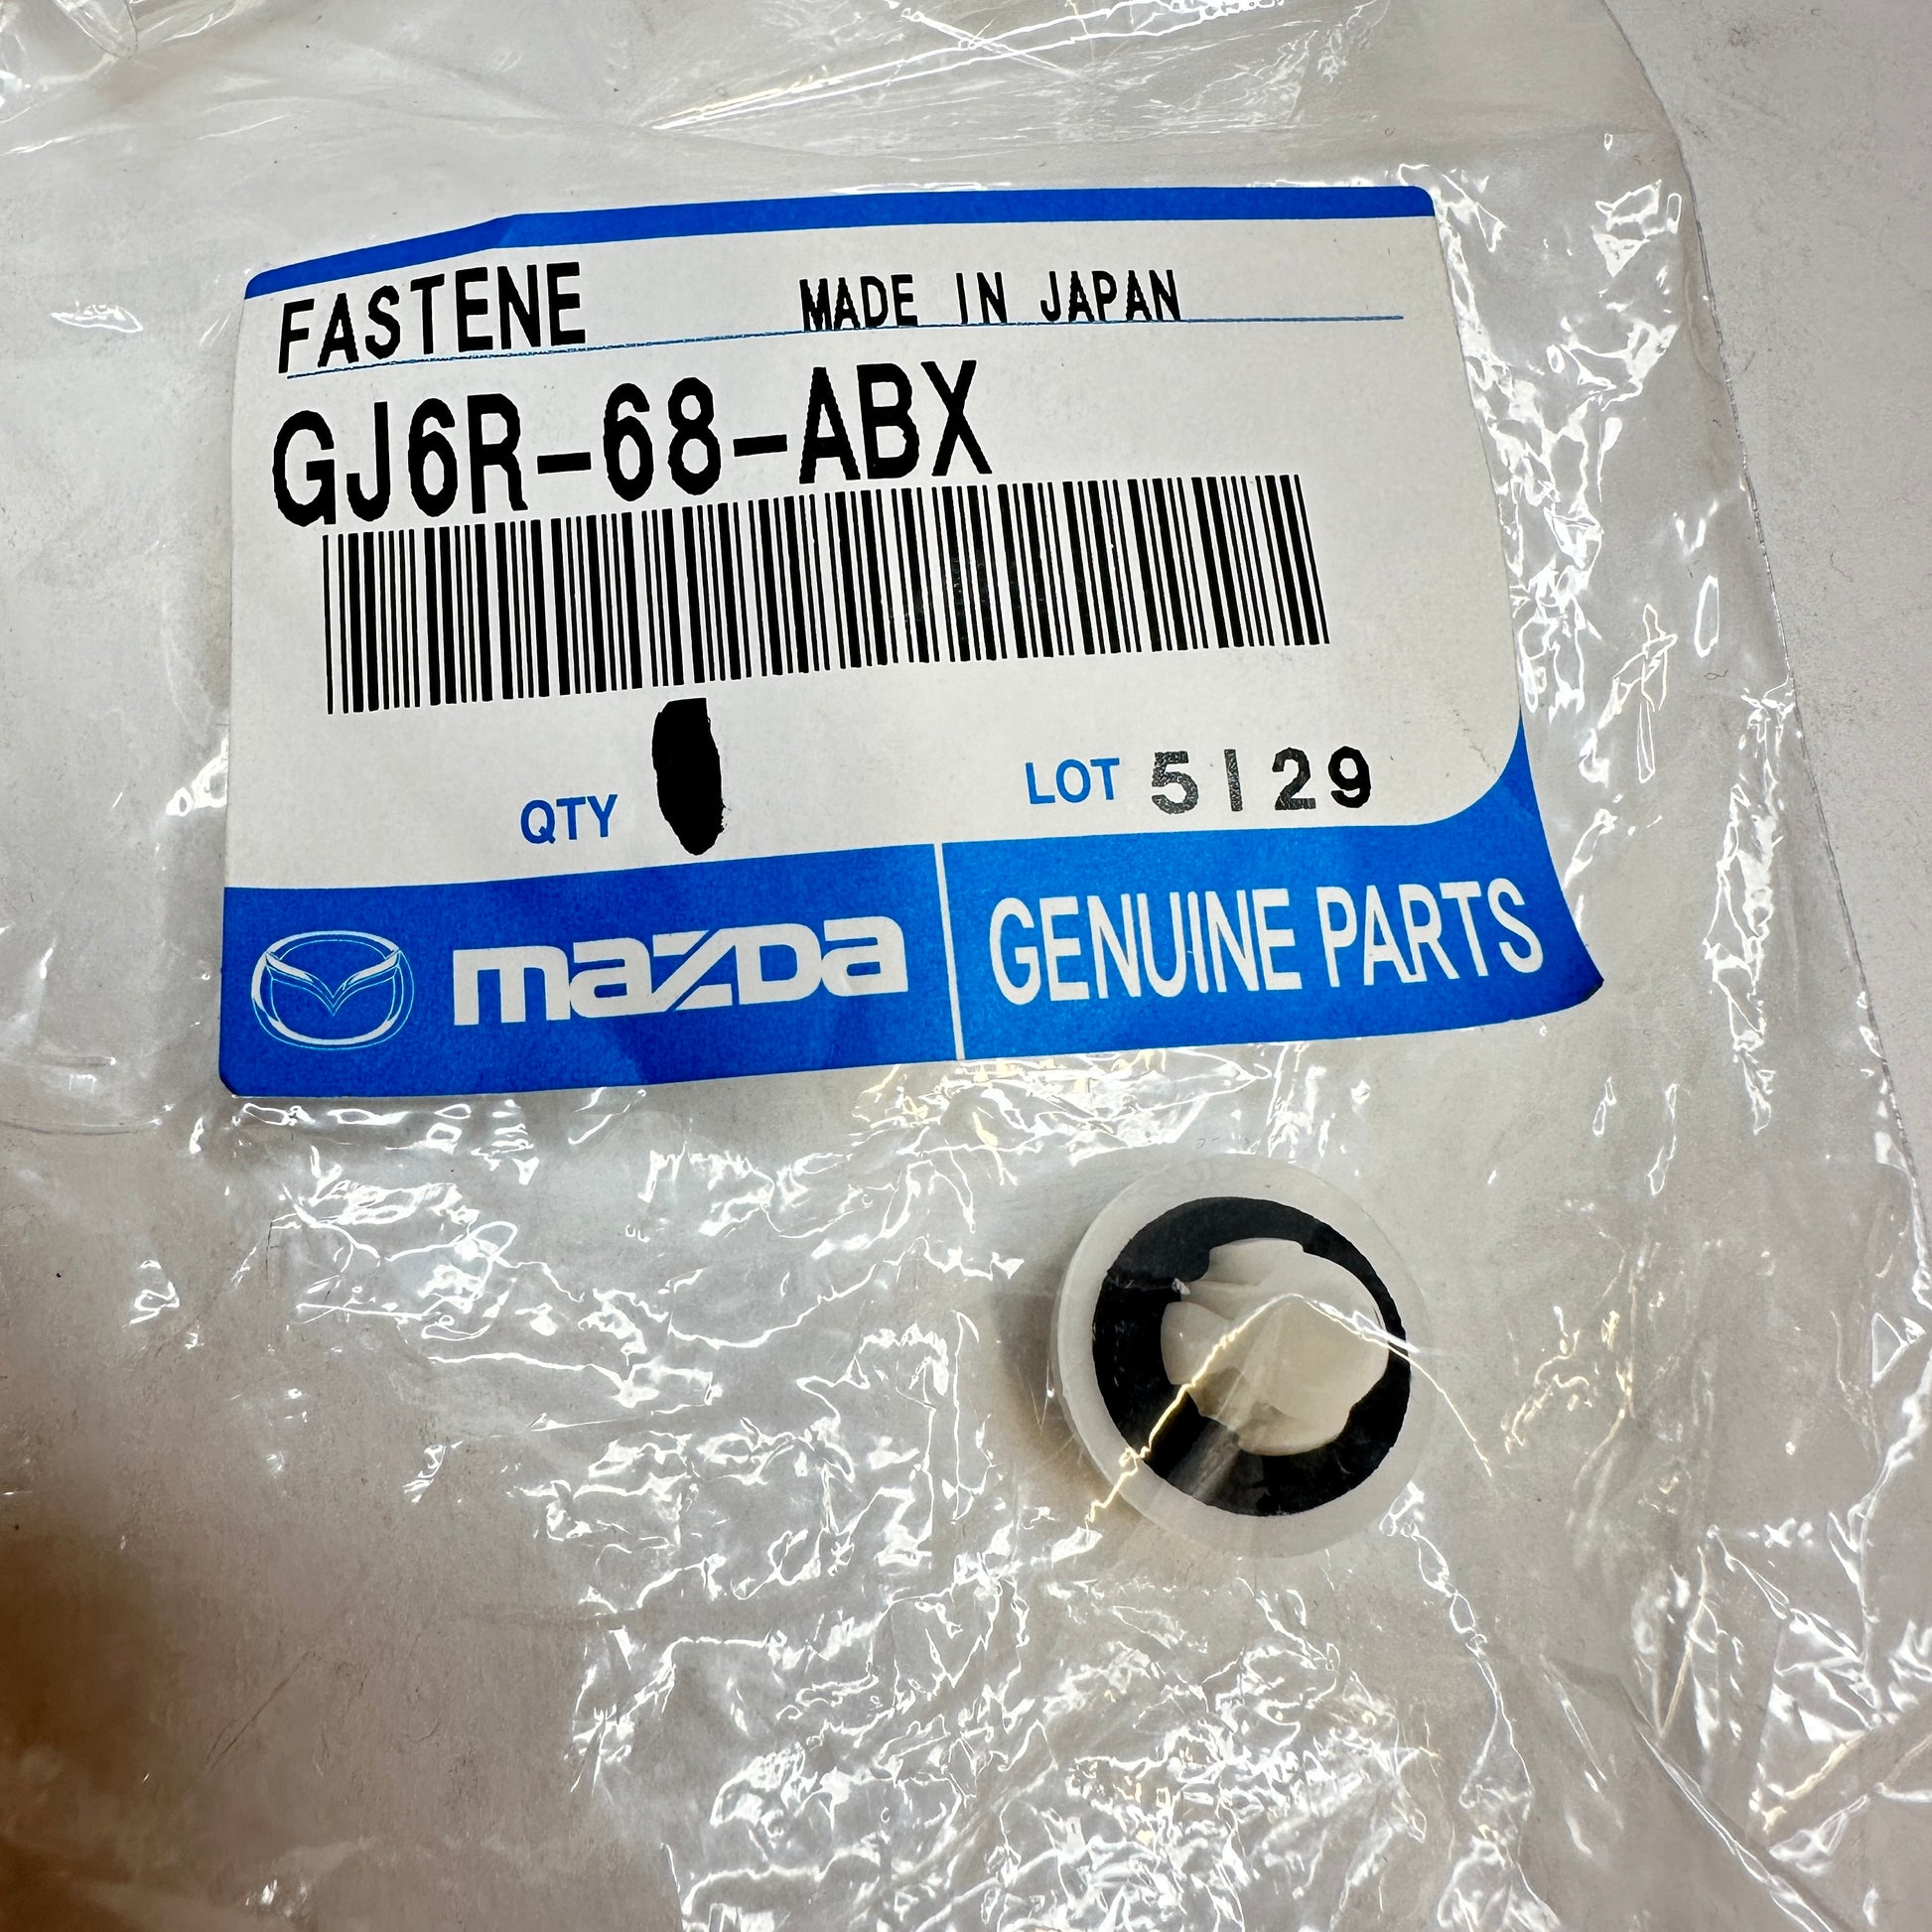 FASTENE MADE IN JAPAN
GJ6R-68-ABX
QTY LOT 5129
mazda GENUINE PARTS